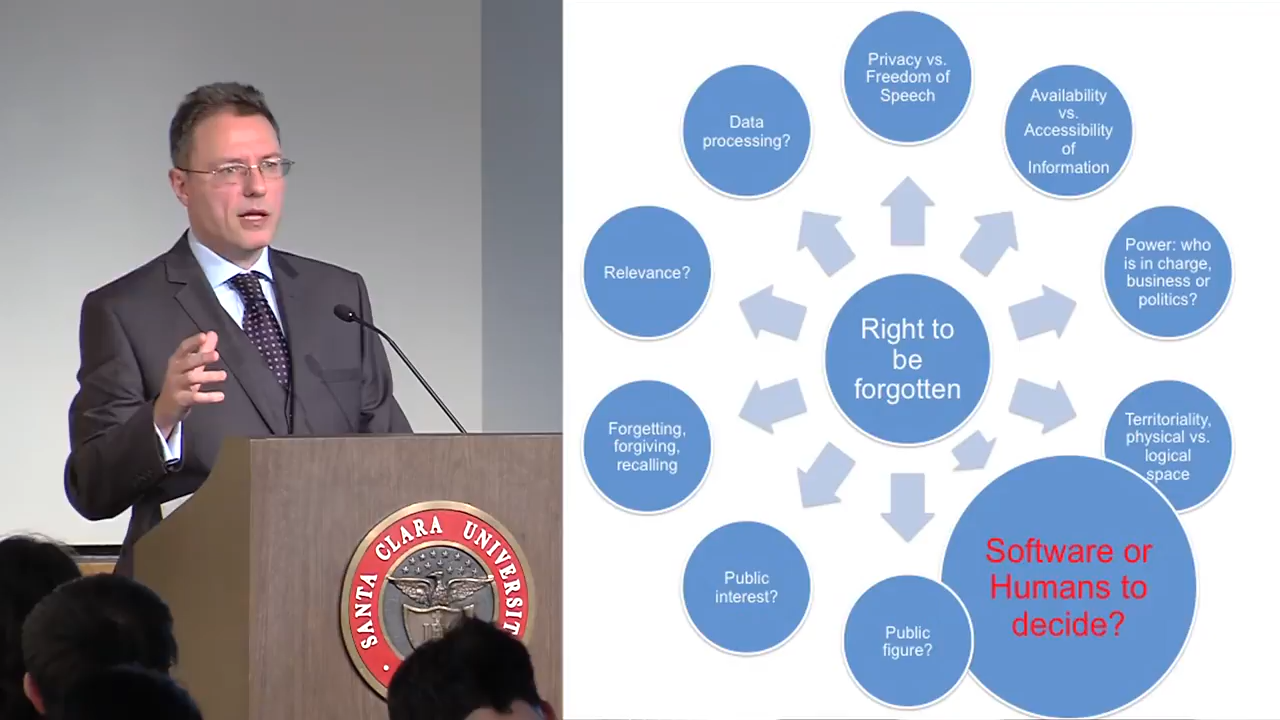 SANTA CLARA UNIVERSIT
Right to
be
forgotten
Privacy vs.
Freedom of
Speech
Availability
vs.
Accessibility
of
Information
Power: who
is in charge,
business or
politics?
Territoriality,
physical vs.
logical
space
Software or
Humans to
decide?
Public
figure?
Public
interest?
Forgetting,
forgiving,
recalling
Relevance?
Data
processing?